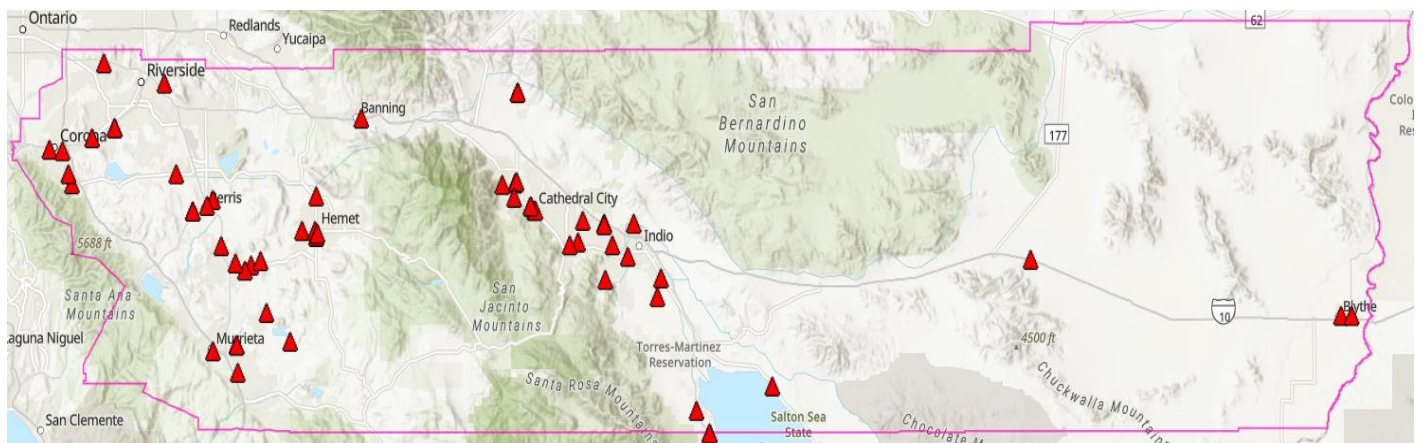 Ontario
Redlands
Yucaipa
62
Riverside
Banning
San
Bernardino
Mountains
177
Corona
Cathedral City
Hemet
Indio
5688 ft
Santa Ana
Mountains
San
Jacinto
Mountains
10
Blythe
Murrieta
Laguna Niguel
Torres-Martinez
Reservation
4500 ft
Chuckwalla Mountains
Santa Rosa Mountains
San Clemente
Salton Sea
State
Chocolate M